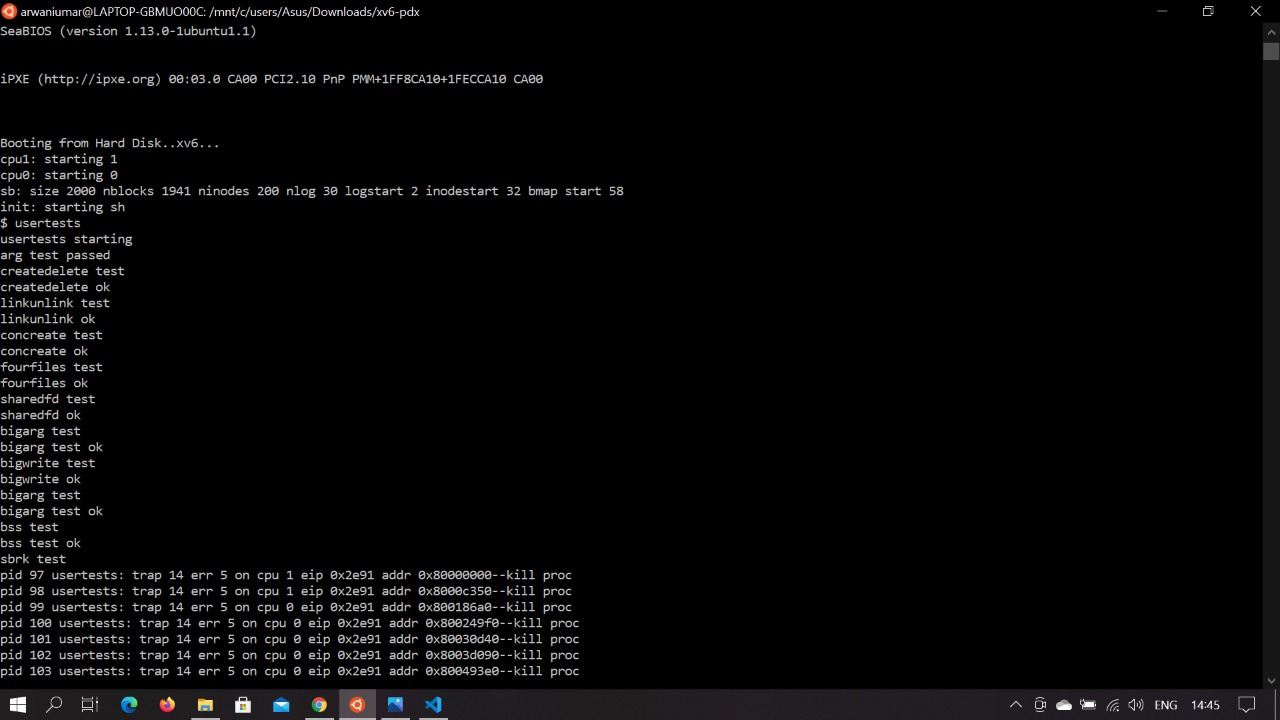 arwaniumar@LAPTOP-GBMUO00C: /mnt/c/users/Asus/Downloads/xv6-pdx
SeaBIOS (version 1.13.0-1ubuntu1.1)
iPXE (http://ipxe.org) 00:03.0 CA00 PCI2.10 PnP PMM+1FF8CA10+1FECCA10 CA00
Booting from Hard Disk..xv6...
cpu1: starting 1
cpu0: starting 0
sb: size 2000 nblocks 1941 ninodes 200 nlog 30 logstart 2 inodestart 32 bmap start 58
init: starting sh
$ usertests
usertests starting
arg test passed
createdelete test
createdelete ok
linkunlink test
linkunlink ok
concreate test
concreate ok
fourfiles test
fourfiles ok
sharedfd test
sharedfd ok
bigarg test
bigarg test ok
bigwrite test
bigwrite ok
bigarg test
bigarg test ok
bss test
bss test ok
sbrk test
pid 97 usertests: trap 14 err 5 on cpu 1 eip 0x2e91 addr 0x80000000--kill proc
pid 98 usertests: trap 14 err 5 on cpu 1 eip 0x2e91 addr 0x8000c350--kill proc
pid 99 usertests: trap 14 err 5 on cpu 0 eip 0x2e91 addr 0x800186a0--kill proc
pid 100 usertests: trap 14 err 5 on cpu 0 eip 0x2e91 addr 0x800249f0--kill proc
pid 101 usertests: trap 14 err 5 on cpu 0 eip 0x2e91 addr 0x80030d40--kill proc
pid 102 usertests: trap 14 err 5 on cpu 0 eip 0x2e91 addr 0x8003d090--kill proc
pid 103 usertests: trap 14 err 5 on cpu 0 eip 0x2e91 addr 0x800493e0--kill proc
ENG 14:45